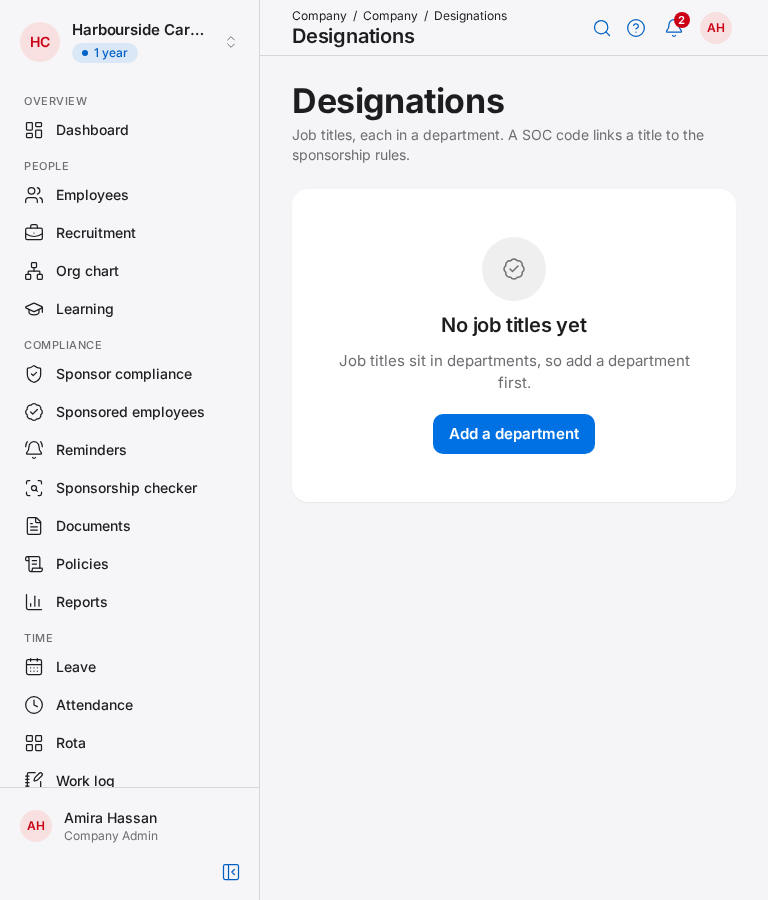 HC
Harbourside Car...
1 year
OVERVIEW
Dashboard
PEOPLE
Employees
Recruitment
Org chart
Learning
COMPLIANCE
Sponsor compliance
Sponsored employees
Reminders
Sponsorship checker
Documents
Policies
Reports
TIME
Leave
Attendance
Rota
Work log
AH
Amira Hassan
Company Admin
Company / Company / Designations
Designations
2
AH
Designations
Job titles, each in a department. A SOC code links a title to the
sponsorship rules.
No job titles yet
Job titles sit in departments, so add a department
first.
Add a department